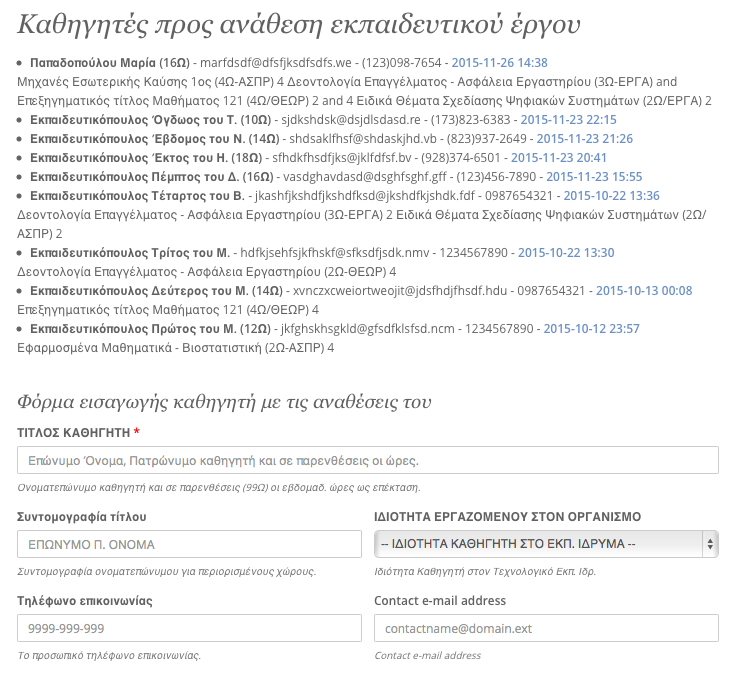 Καθηγητές προς ανάθεση εκπαιδευτικού έργου
Παπαδοπούλου Μαρία (16Ω) - marfdsdf@dfsfjksdfsdfs.we - (123)098-7654 - 2015-11-26 14:38
Μηχανές Εσωτερικής Καύσης 1ος (4Ω-ΑΣΠΡ) 4 Δεοντολογία Επαγγέλματος - Ασφάλεια Εργαστηρίου (3Ω-ΕΡΓΑ) and
Επεξηγηματικός τίτλος Μαθήματος 121 (4Ω/ΘΕΩΡ) 2 and 4 Ειδικά Θέματα Σχεδίασης Ψηφιακών Συστημάτων (2Ω/ΕΡΓΑ) 2
Εκπαιδευτικόπουλος Όγδωος του Τ. (10Ω) - sjdkshdsk@dsjdlsdasd.re - (173)823-6383 - 2015-11-23 22:15
Εκπαιδευτικόπουλος Έβδομος του Ν. (14Ω) - shdsaklfhsf@shdaskjhd.vb - (823)937-2649 - 2015-11-23 21:26
Εκπαιδευτικόπουλος Έκτος του Η. (18Ω) - sfhdkfhsdfjks@jklfdfsf.bv - (928)374-6501 - 2015-11-23 20:41
Εκπαιδευτικόπουλος Πέμπτος του Δ. (16Ω) - vasdghavdasd@dsghfsghf.gff - (123)456-7890 - 2015-11-23 15:55
Εκπαιδευτικόπουλος Τέταρτος του Β. - jkashfjkshdfjkshdfksd@jkshdfkjshdk.fdf - 0987654321 - 2015-10-22 13:36
Δεοντολογία Επαγγέλματος - Ασφάλεια Εργαστηρίου (3Ω-ΕΡΓΑ) 2 Ειδικά Θέματα Σχεδίασης Ψηφιακών Συστημάτων (2Ω/
ΑΣΠΡ) 2
Εκπαιδευτικόπουλος Τρίτος του Μ. - hdfkjsehfsjkfhskf@sfksdfjsdk.nmv - 1234567890 - 2015-10-22 13:30
Δεοντολογία Επαγγέλματος - Ασφάλεια Εργαστηρίου (2Ω-ΘΕΩΡ) 4
Εκπαιδευτικόπουλος Δεύτερος του Μ. (14Ω) - xvnczxcweiortweojit@jdsfhdjfhsdf.hdu - 0987654321 - 2015-10-13 00:08
Επεξηγηματικός τίτλος Μαθήματος 121 (4Ω/ΘΕΩΡ) 4
Εκπαιδευτικόπουλος Πρώτος του Μ. (12Ω) - jkfghskhsgkld@gfsdfklsfsd.ncm - 1234567890 - 2015-10-12 23:57
Εφαρμοσμένα Μαθηματικά - Βιοστατιστική (2Ω-ΑΣΠΡ) 4
Φόρμα εισαγωγής καθηγητή με τις αναθέσεις του
ΤΙΤΛΟΣ ΚΑΘΗΓΗΤΗ *
Επώνυμο Όνομα, Πατρώνυμο καθηγητή και σε παρενθέσεις οι ώρες.
Ονοματεπώνυμο καθηγητή και σε παρενθέσεις (99Ω) οι εβδομαδ. ώρες ως επέκταση.
Συντομογραφία τίτλου
ΕΠΩΝΥΜΟ Π. ΟΝΟΜΑ
Συντομογραφία ονοματεπώνυμου για περιορισμένους χώρους.
ΙΔΙΟΤΗΤΑ ΕΡΓΑΖΟΜΕΝΟΥ ΣΤΟΝ ΟΡΓΑΝΙΣΜΟ
-- ΙΔΙΟΤΗΤΑ ΚΑΘΗΓΗΤΗ ΣΤΟ ΕΚΠ. ΙΔΡΥΜΑ --
Ιδιότητα Καθηγητή στον Τεχνολογικό Εκπ. Ιδρ.
Τηλέφωνο επικοινωνίας
9999-999-999
Το προσωπικό τηλέφωνο επικοινωνίας.
Contact e-mail address
contactname@domain.ext
Contact e-mail address